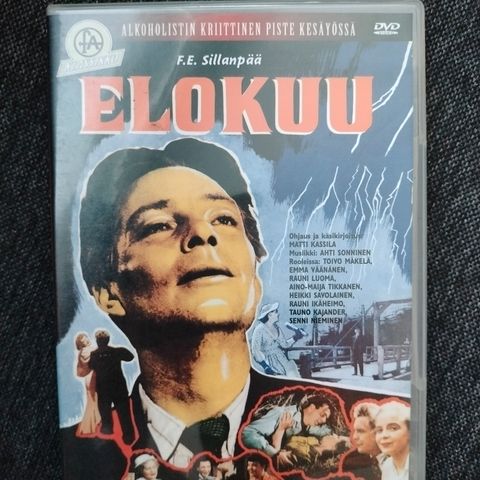 ALKOHOLISTIN KRIITTINEN PISTE KESÄYÖSSÄ
DVD
FA
F.E. Sillanpää
ELOKUU
Ohjaus ja käsikirjoitus:
MATTI KASSILA
Musiikki: AHTI SONNINEN
Rooleissa: TOIVO MÄKELÄ,
EMMA VÄÄNÄNEN,
RAUNI LUOMA,
AINO-MAIJA TIKKANEN,
HEIKKI SAVOLAINEN,
RAUNI IKÄHEIMO,
TAUNO KAJANDER,
SENNI NIEMINEN